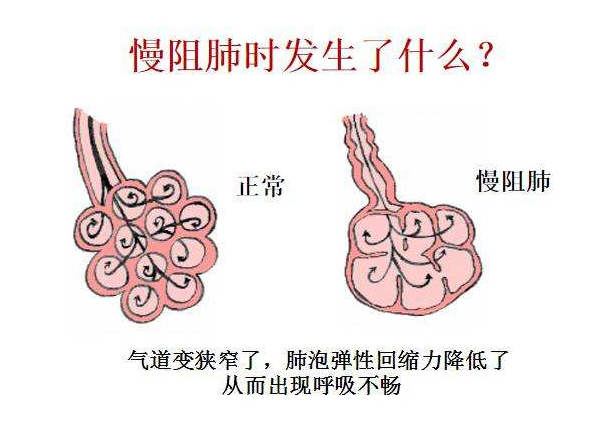 慢阻肺时发生了什么？
正常
慢阻肺
气道变狭窄了，肺泡弹性回缩力降低了
从而出现呼吸不畅